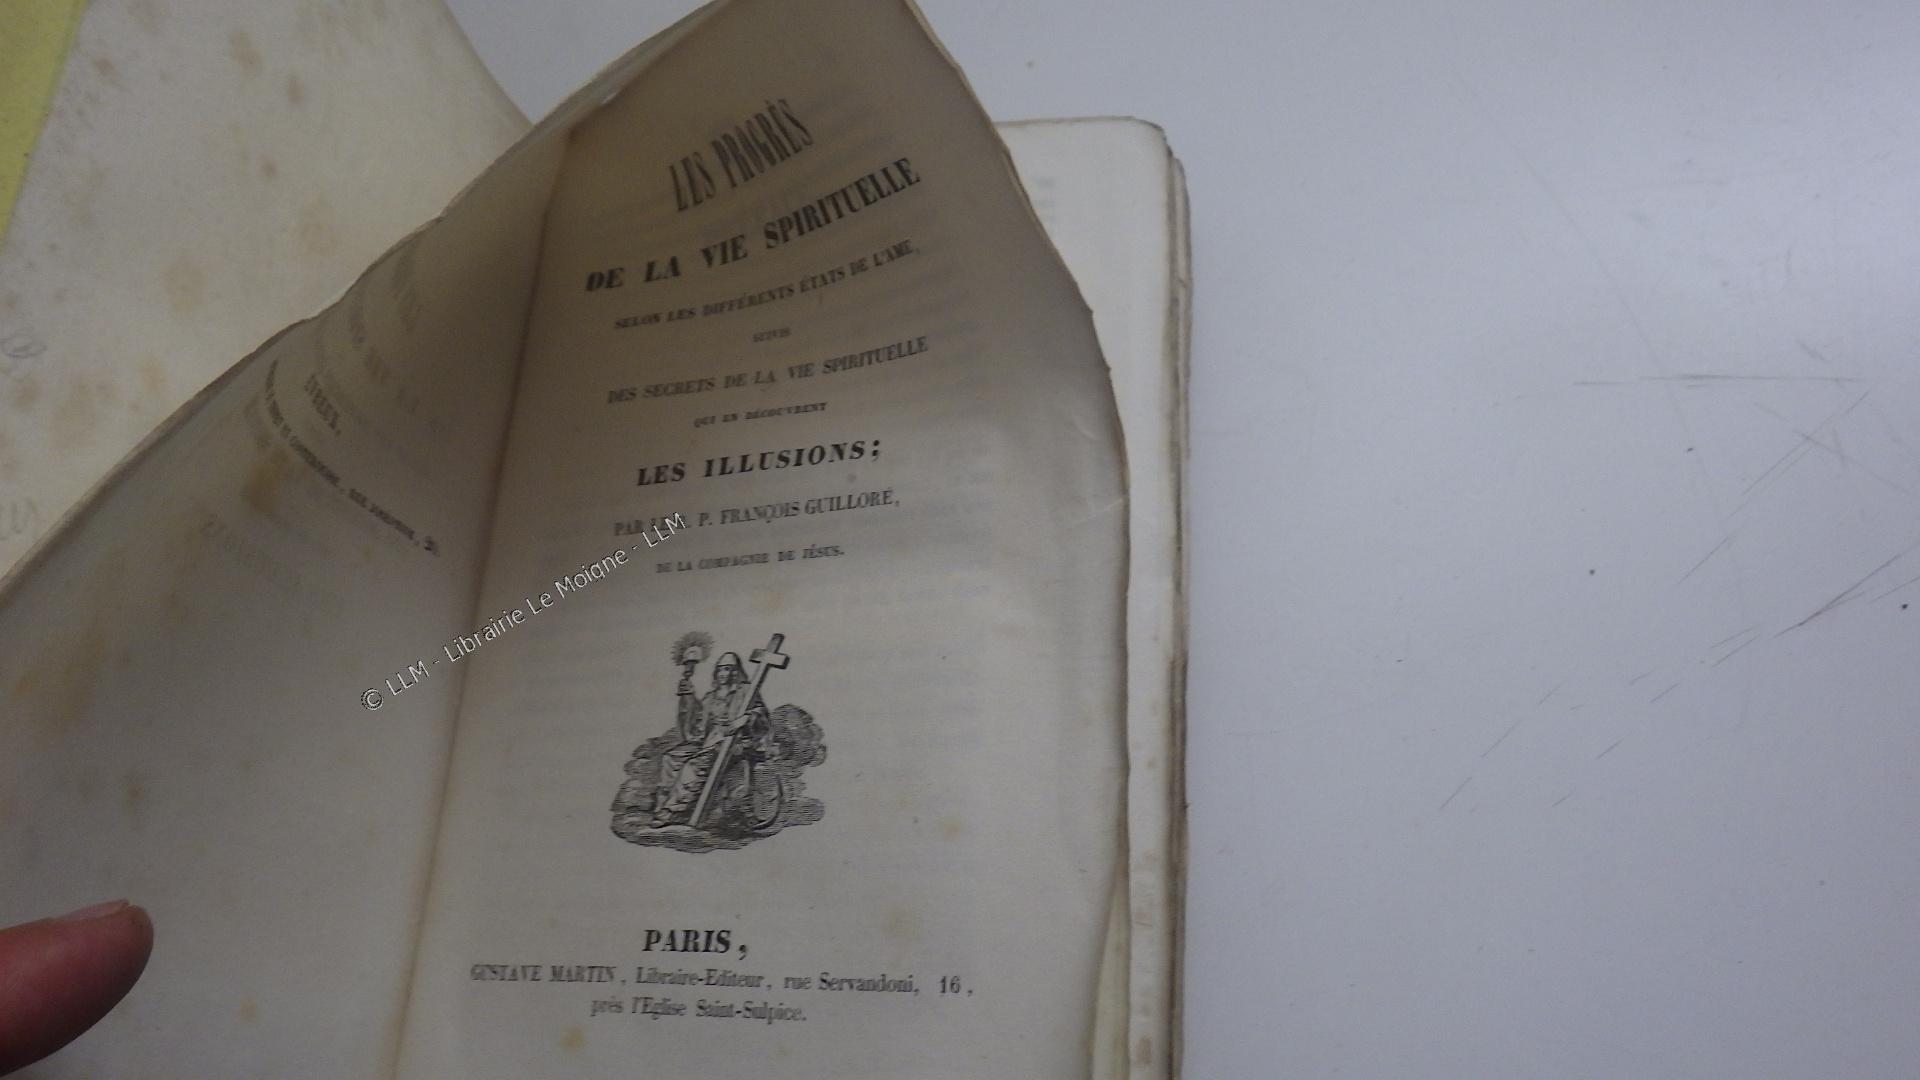 LES PROGRÈS
DE LA VIE SPIRITUELLE
SELON LES DIFFÉRENTS ÉTATS DE L'AME,
SUIVIS
DES SECRETS DE LA VIE SPIRITUELLE
QUI EN DÉCOUVRENT
LES ILLUSIONS;
PAR LE R. P. FRANÇOIS GUILLORÉ,
DE LA COMPAGNIE DE JÉSUS.
PARIS,
GUSTAVE MARTIN, Libraire-Editeur, rue Servandoni, 16,
près l'Eglise Saint-Sulpice.
© LLM - Librairie Le Moigne - LLM